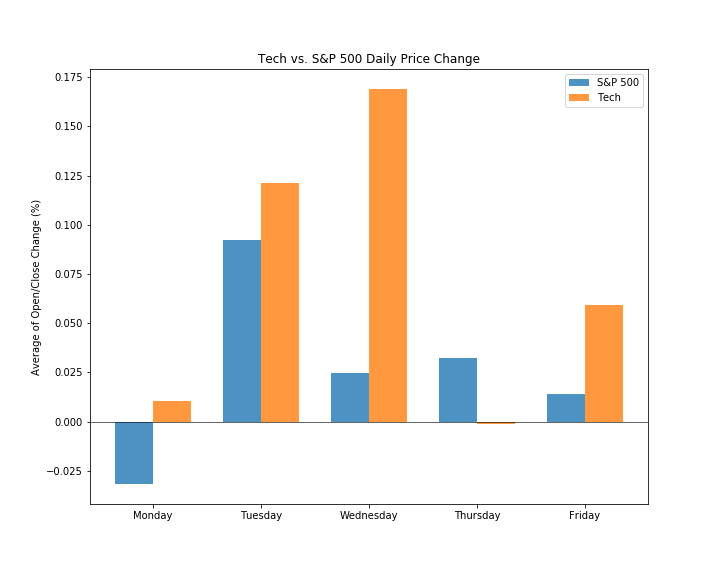 Tech vs. S&P 500 Daily Price Change
S&P 500
Tech
Average of Open/Close Change (%)
0.175
0.150
0.125
0.100
0.075
0.050
0.025
0.000
−0.025
Monday
Tuesday
Wednesday
Thursday
Friday